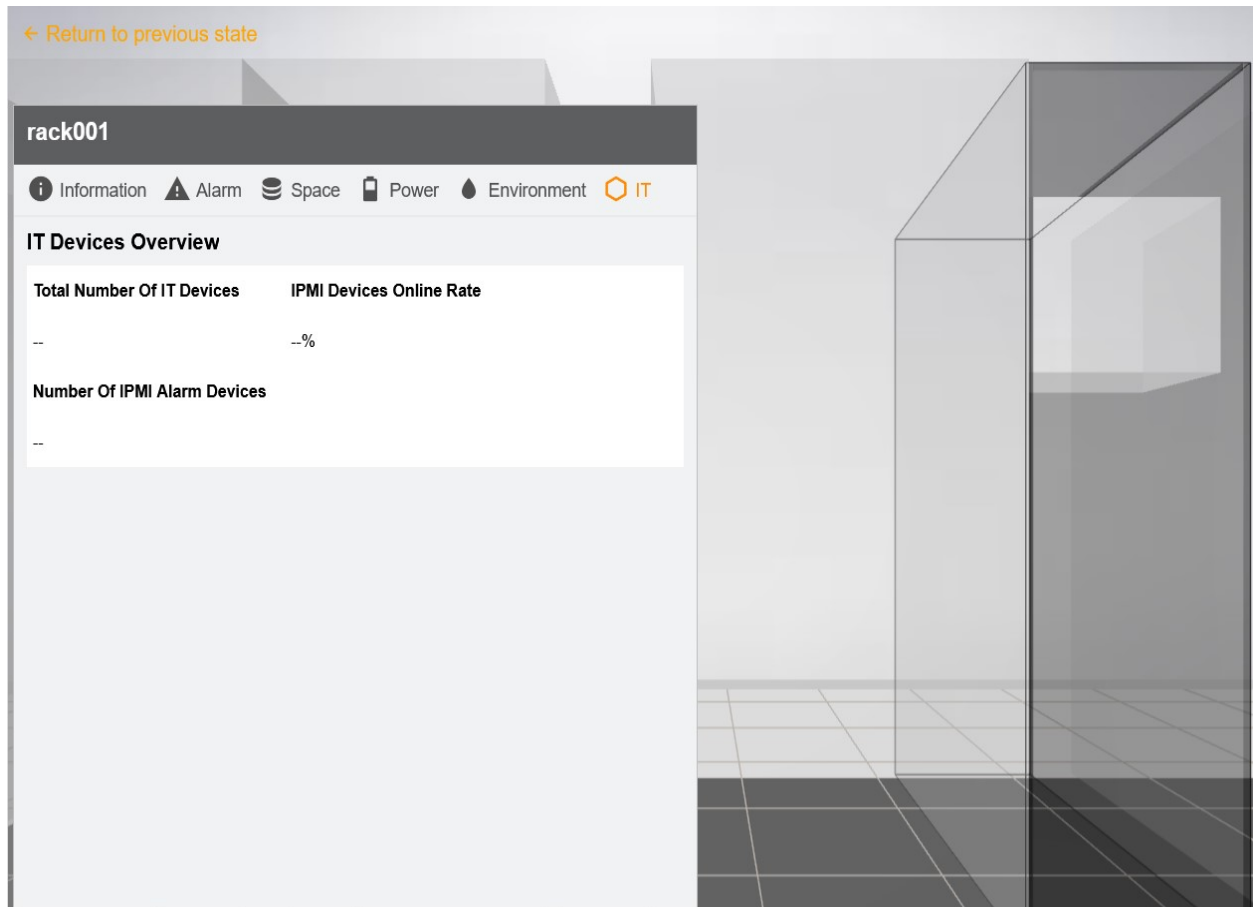 ← Return to previous state
rack001
Information Alarm Space Power Environment IT
IT Devices Overview
Total Number Of IT Devices IPMI Devices Online Rate
-- --%
Number Of IPMI Alarm Devices
--